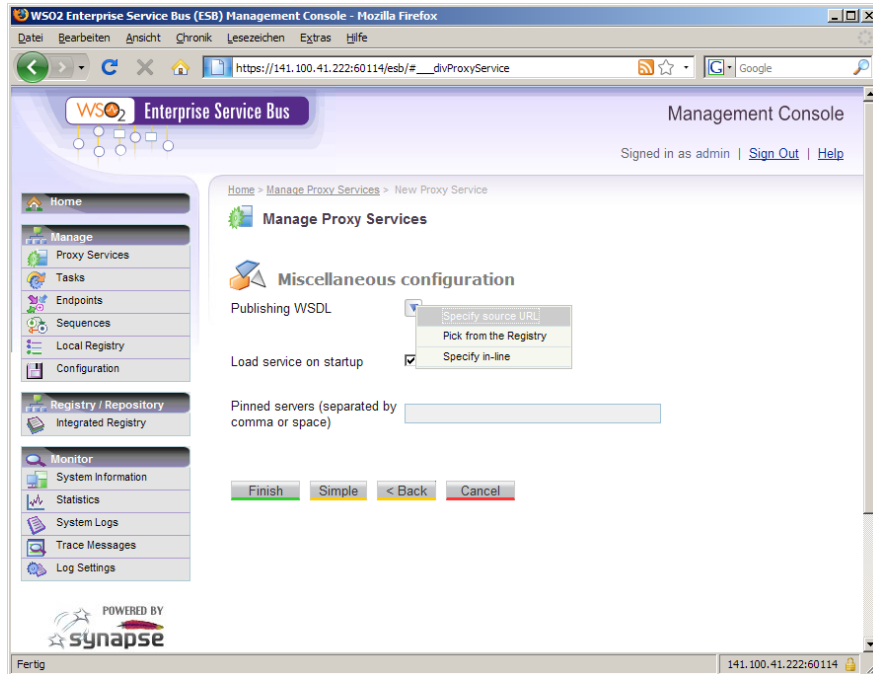 WSO2 Enterprise Service Bus (ESB) Management Console - Mozilla Firefox
Datei Bearbeiten Ansicht Chronik Lesezeichen Extras Hilfe
https://141.100.41.222:60114/esb/#___divProxyService
G Google
WSO2 Enterprise Service Bus
Management Console
Signed in as admin | Sign Out | Help
Home > Manage Proxy Services > New Proxy Service
Manage Proxy Services
Home
Manage
Proxy Services
Tasks
Endpoints
Sequences
Local Registry
Configuration
Registry / Repository
Integrated Registry
Monitor
System Information
Statistics
System Logs
Trace Messages
Log Settings
POWERED BY
synapse
Miscellaneous configuration
Publishing WSDL
Specify source URL
Pick from the Registry
Specify in-line
Load service on startup
Pinned servers (separated by
comma or space)
Finish Simple < Back Cancel
Fertig
141.100.41.222:60114